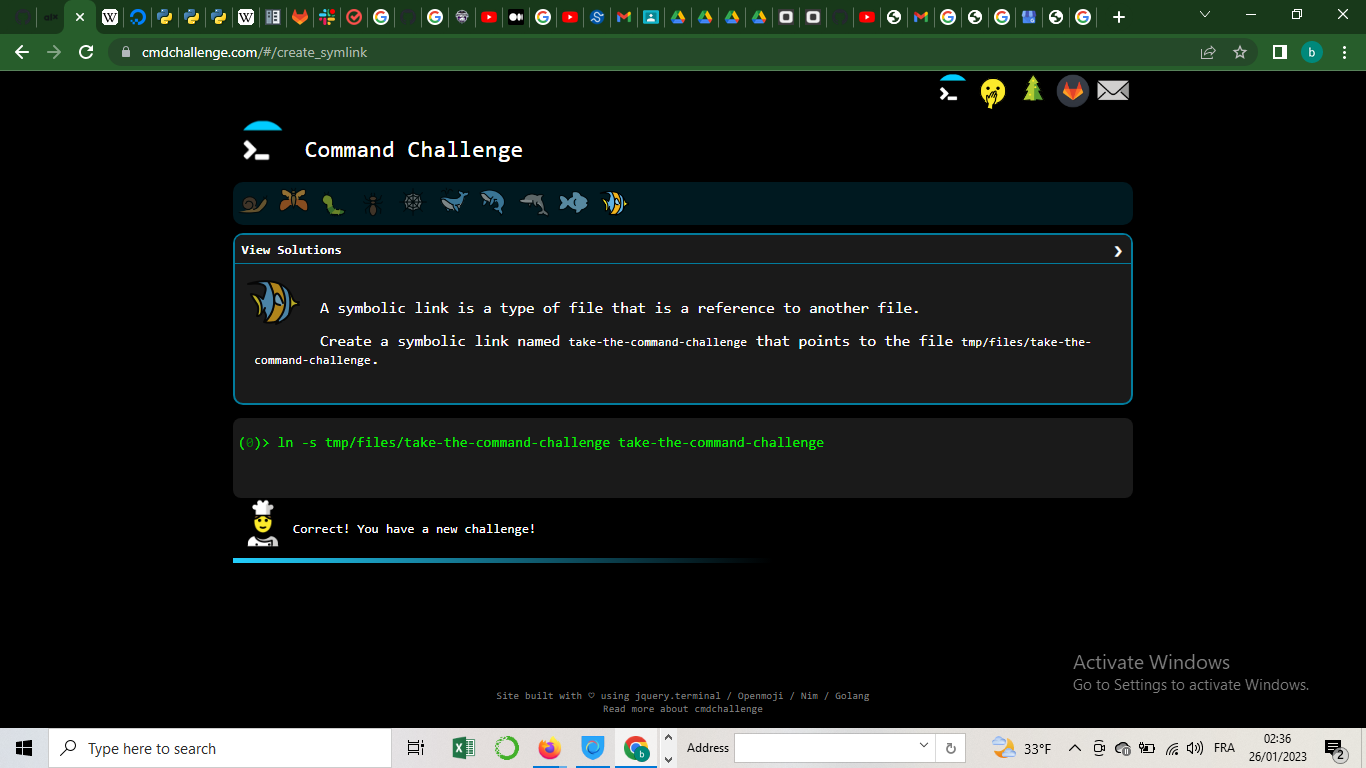 cmdchallenge.com/#/create_symlink
b
Command Challenge
View Solutions
A symbolic link is a type of file that is a reference to another file.
Create a symbolic link named take-the-command-challenge that points to the file tmp/files/take-the-
command-challenge.
(0)> ln -s tmp/files/take-the-command-challenge take-the-command-challenge
Correct! You have a new challenge!
Activate Windows
Go to Settings to activate Windows.
Site built with ♡ using jquery.terminal / Openmoji / Nim / Golang
Read more about cmdchallenge
Type here to search
Address
33°F
FRA
02:36
26/01/2023
2